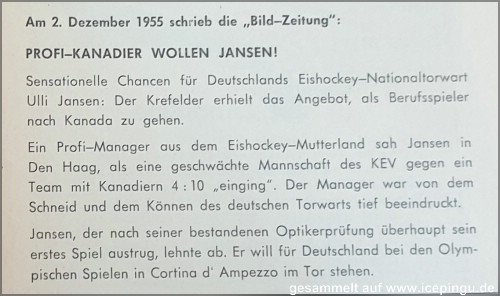 Am 2. Dezember 1955 schrieb die „Bild–Zeitung":
PROFI–KANADIER WOLLEN JANSEN!
Sensationelle Chancen für Deutschlands Eishockey–Nationaltorwart
Ulli Jansen: Der Krefelder erhielt das Angebot, als Berufsspieler
nach Kanada zu gehen.
Ein Profi–Manager aus dem Eishockey–Mutterland sah Jansen in
Den Haag, als eine geschwächte Mannschaft des KEV gegen ein
Team mit Kanadiern 4 : 10 „einging". Der Manager war von dem
Schneid und dem Können des deutschen Torwarts tief beeindruckt.
Jansen, der nach seiner bestandenen Optikerprüfung überhaupt sein
erstes Spiel austrug, lehnte ab. Er will für Deutschland bei den Olym-
pischen Spielen in Cortina d' Ampezzo im Tor stehen.
gesammelt auf www.icepingu.de